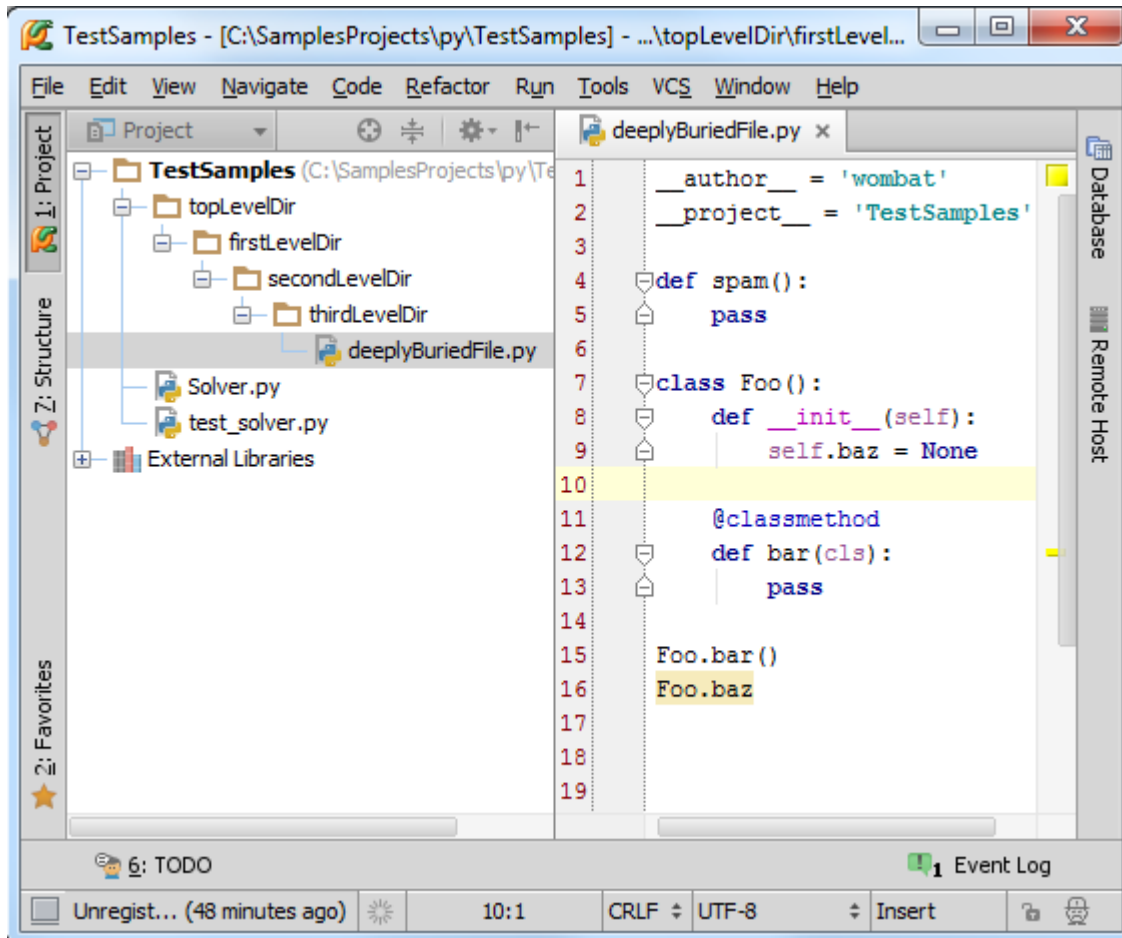 TestSamples - [C:\SamplesProjects\py\TestSamples] - ...\topLevelDir\firstLevel...
File Edit View Navigate Code Refactor Run Tools VCS Window Help
1: Project
Z: Structure
2: Favorites
Project
TestSamples (C:\SamplesProjects\py\Te
topLevelDir
firstLevelDir
secondLevelDir
thirdLevelDir
deeplyBuriedFile.py
Solver.py
test_solver.py
External Libraries
deeplyBuriedFile.py
1 __author__ = 'wombat'
2 __project__ = 'TestSamples'
3
4 def spam():
5     pass
6
7 class Foo():
8     def __init__(self):
9         self.baz = None
10
11     @classmethod
12     def bar(cls):
13         pass
14
15 Foo.bar()
16 Foo.baz
17
18
19
Database
Remote Host
6: TODO
1 Event Log
Unregist... (48 minutes ago) 10:1 CRLF UTF-8 Insert